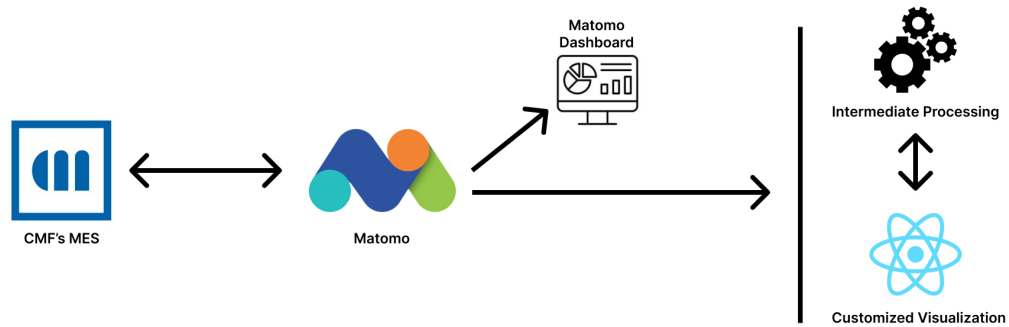 Matomo
Dashboard
Intermediate Processing
CMF's MES
Matomo
Customized Visualization